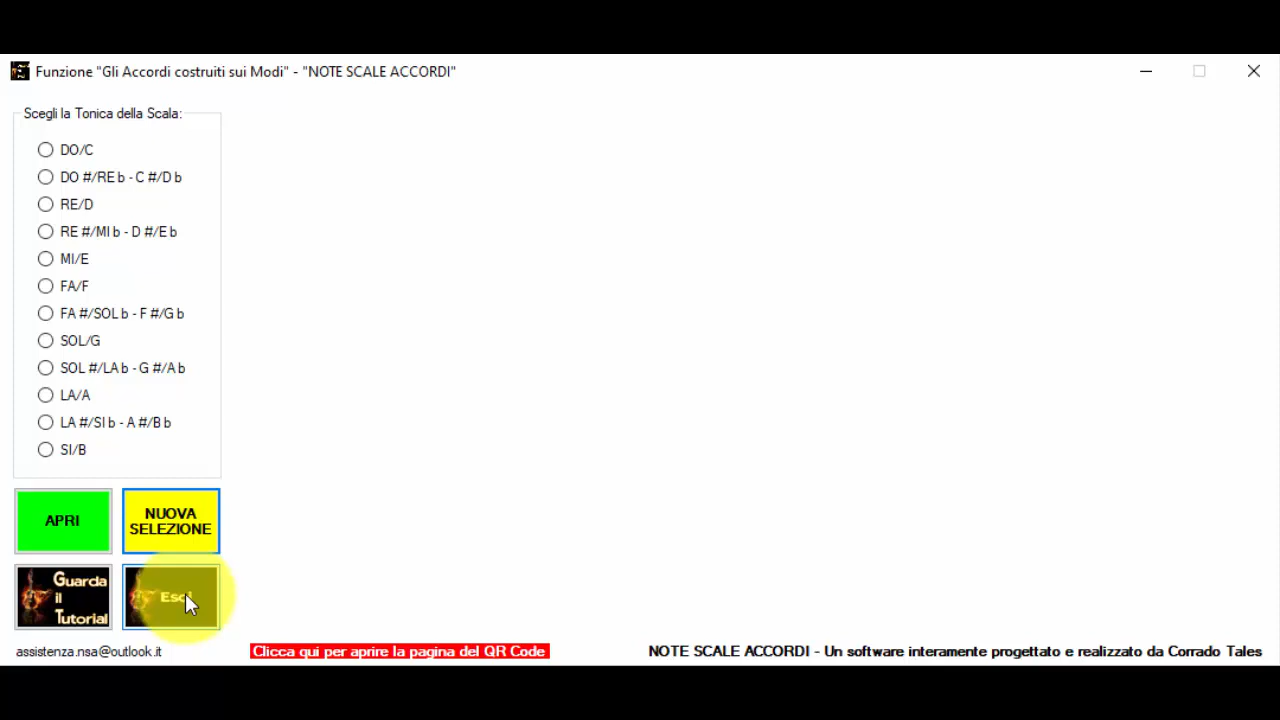 Funzione "Gli Accordi costruiti sui Modi" - "NOTE SCALE ACCORDI"
Scegli la Tonica della Scala:
DO/C
DO #/RE b - C #/D b
RE/D
RE #/MI b - D #/E b
MI/E
FA/F
FA #/SOL b - F #/G b
SOL/G
SOL #/LA b - G #/A b
LA/A
LA #/SI b - A #/B b
SI/B
APRI
NUOVA
SELEZIONE
Guarda
il
Tutorial
Esci
assistenza.nsa@outlook.it
Clicca qui per aprire la pagina del QR Code
NOTE SCALE ACCORDI - Un software interamente progettato e realizzato da Corrado Tales